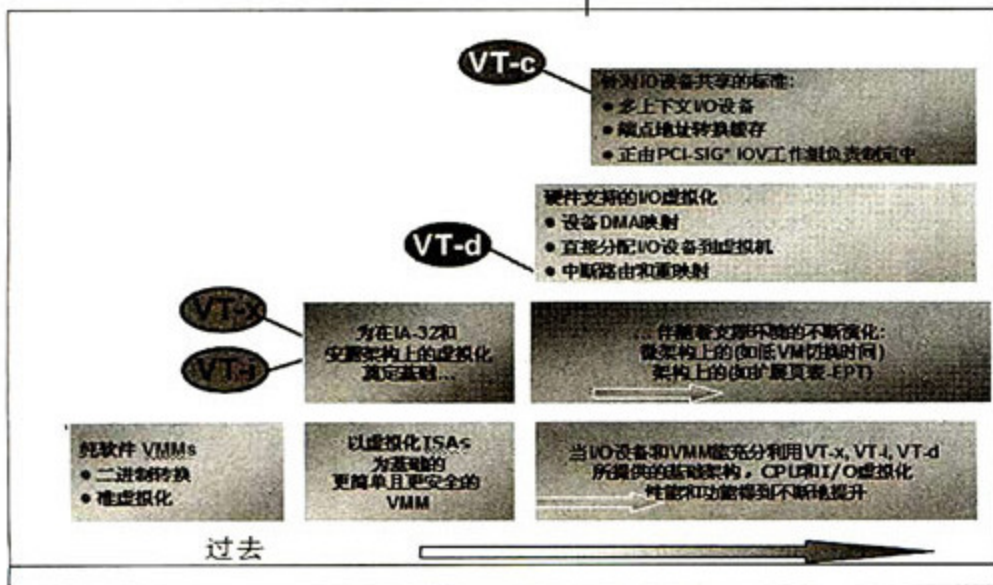 VT-c
针对IO设备共享的标准:
● 多上下文I/O设备
● 端点地址转换缓存
● 正由PCI-SIG* IOV工作组负责制定中
硬件支持的I/O虚拟化
● 设备DMA映射
● 直接分配I/O设备到虚拟机
● 中断路由和重映射
VT-d
VT-x
VT-i
为在IA-32和
安腾架构上的虚拟化
奠定基础...
...伴随着支撑环境的不断演化:
微架构上的(如低VM切换时间)
架构上的(如扩展页表-EPT)
纯软件 VMMs
● 二进制转换
● 准虚拟化
以虚拟化ISAs
为基础的
更简单且更安全的
VMM
当I/O设备和VMM能充分利用VT-x, VT-i, VT-d
所提供的基础架构，CPU和I/O虚拟化
性能和功能得到不断地提升
过去